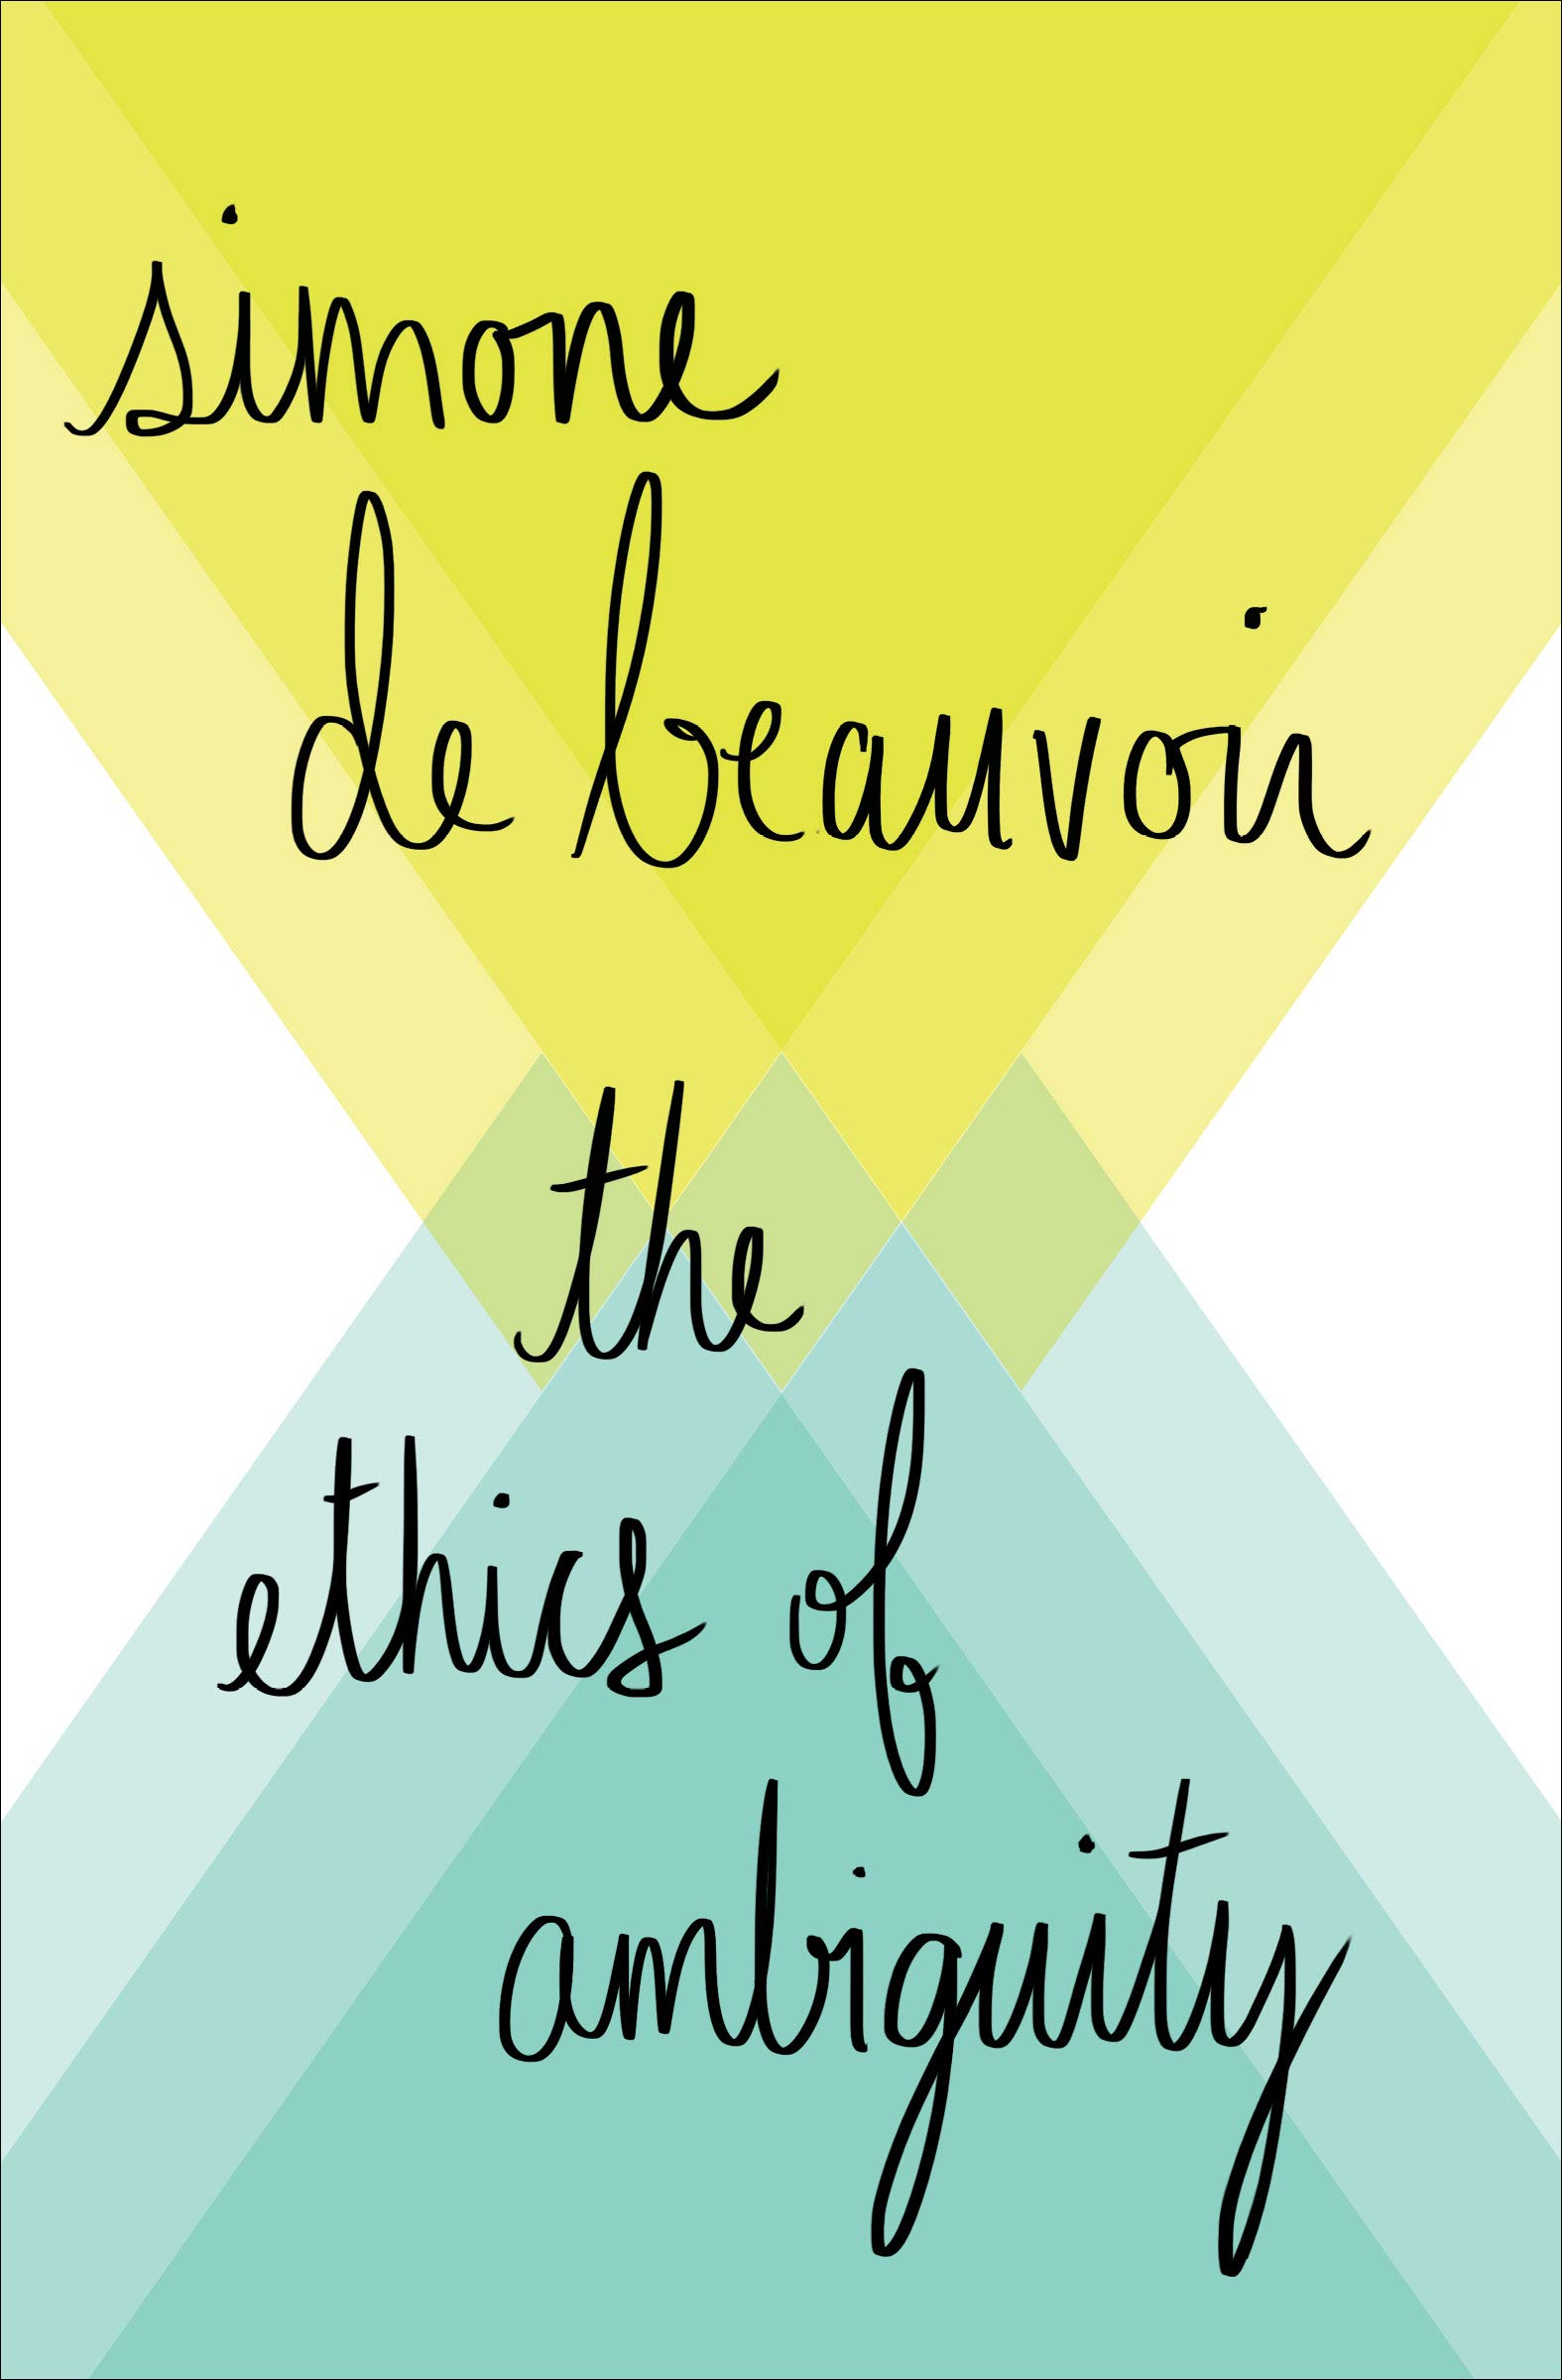 simone
de beauvoir
the
ethics of
ambiguity